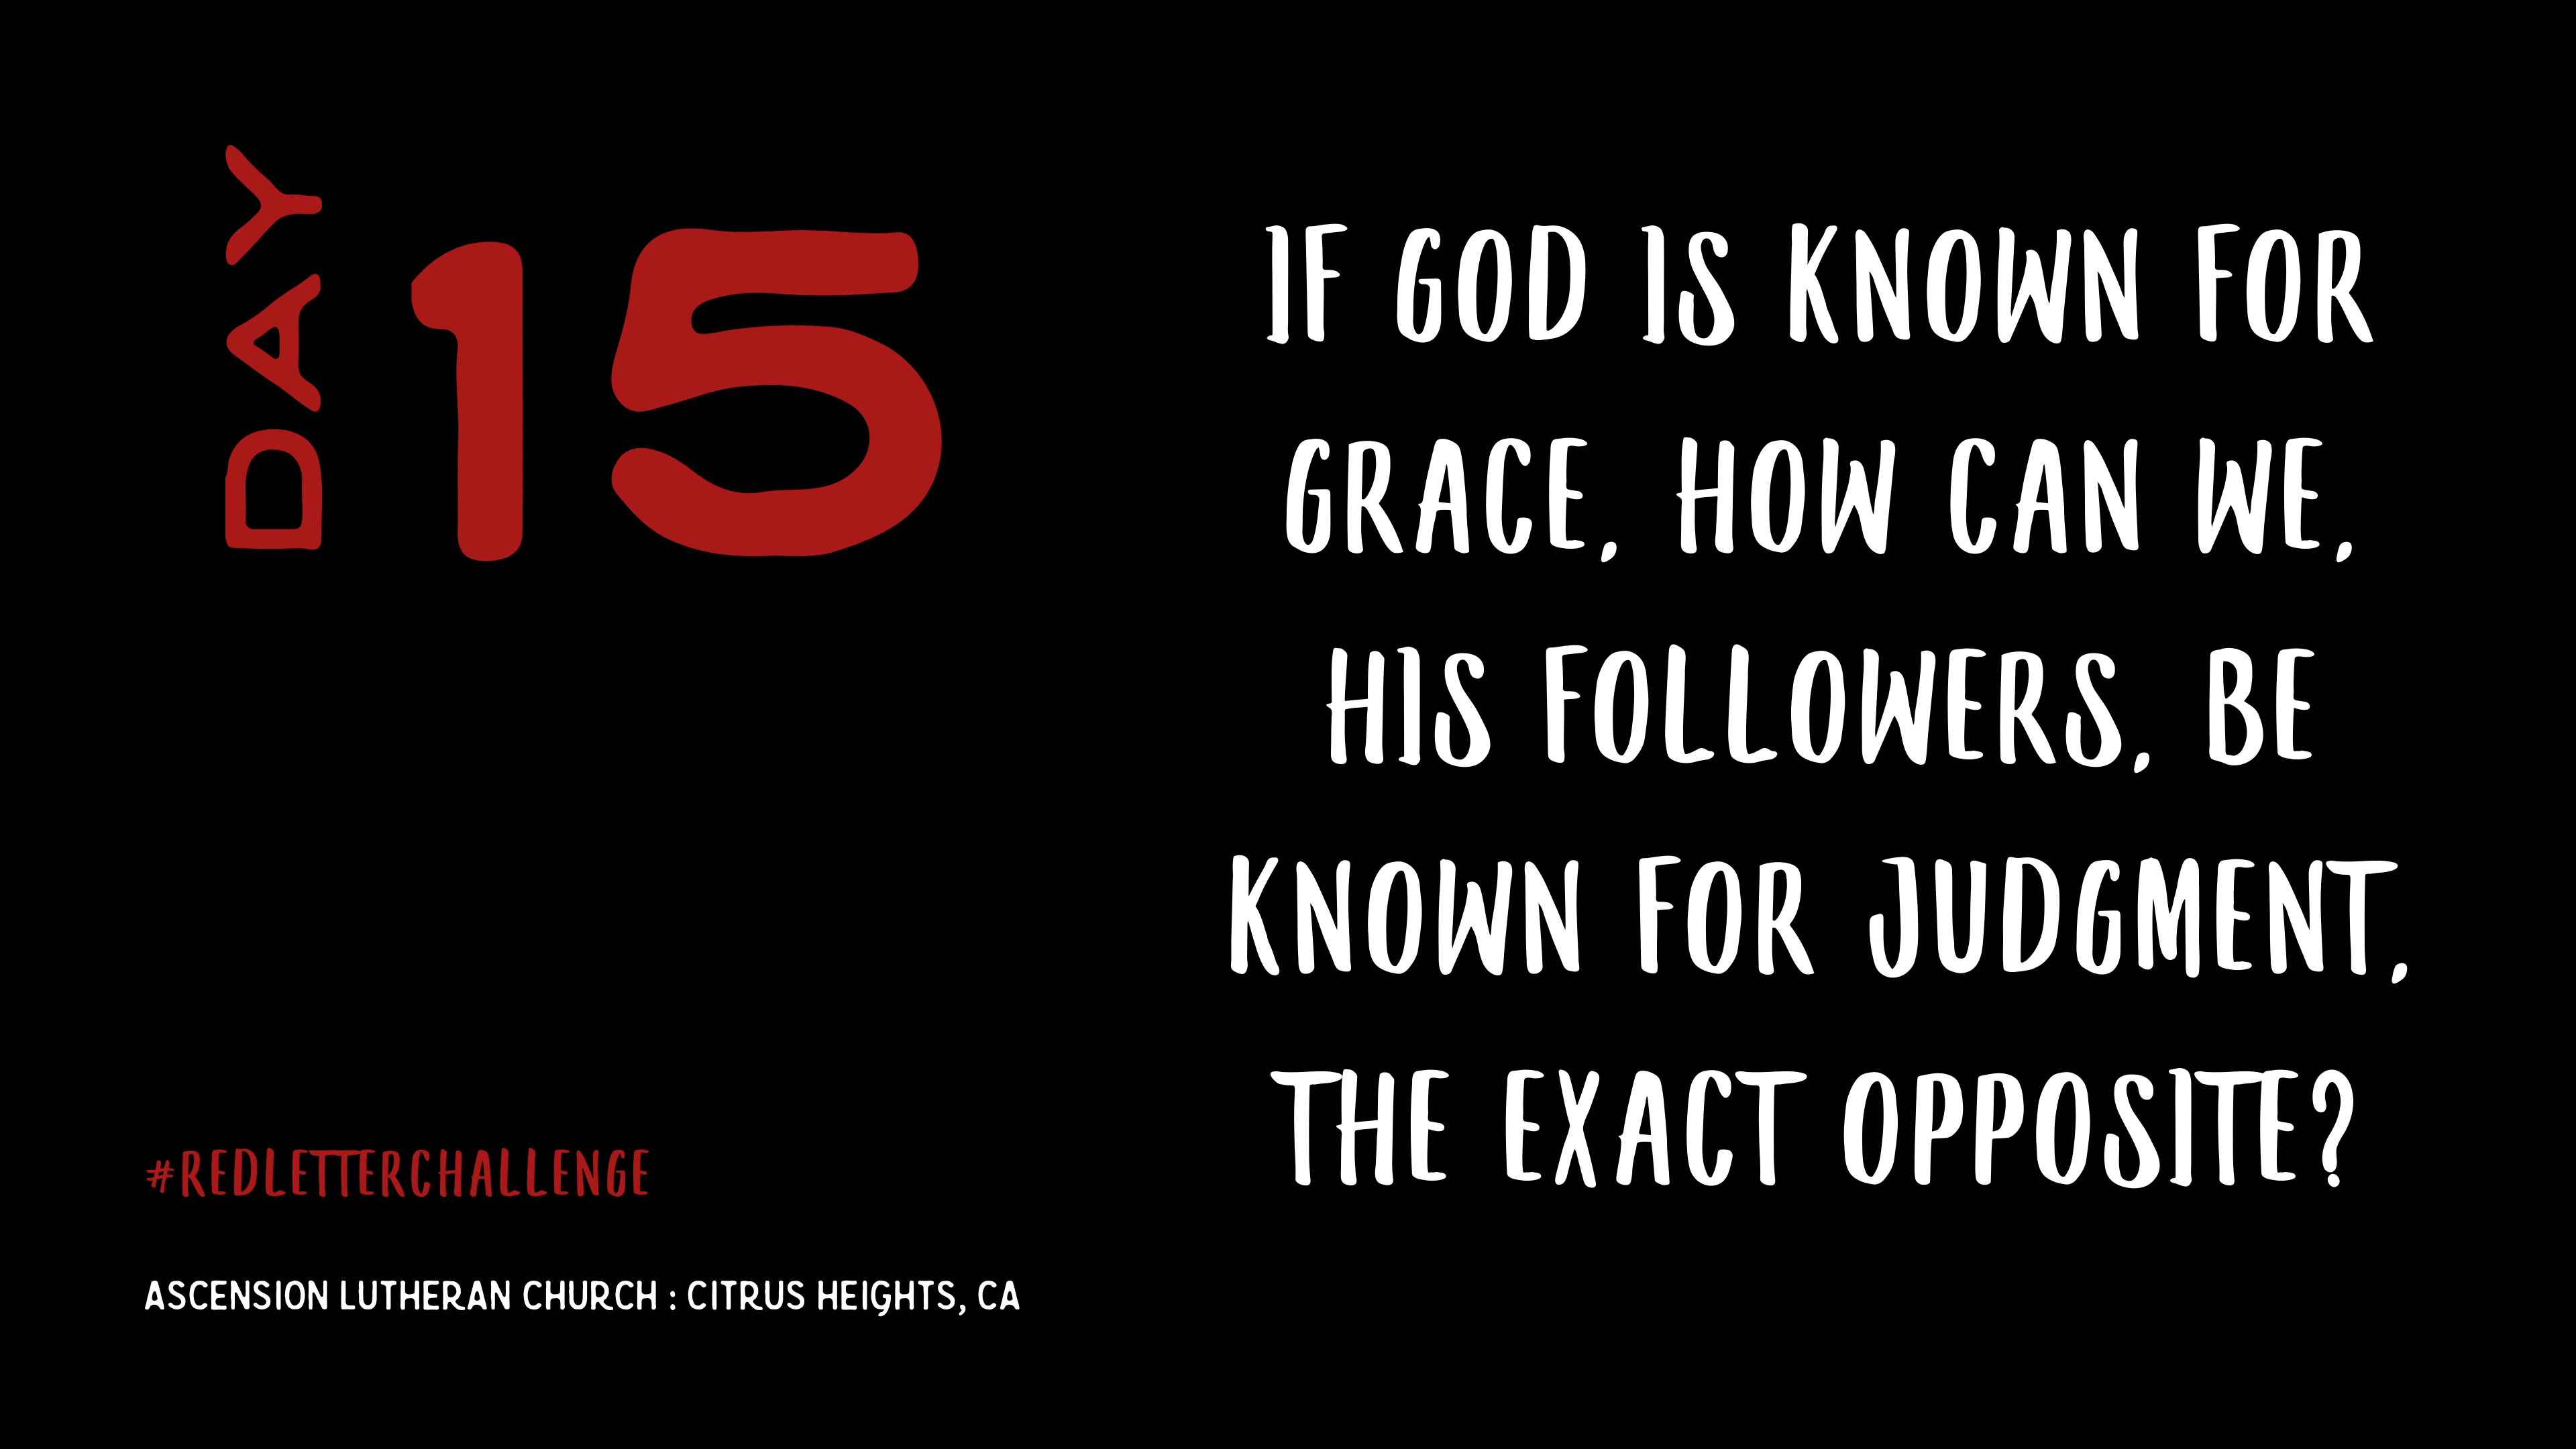 DAY 15
IF GOD IS KNOWN FOR
GRACE, HOW CAN WE,
HIS FOLLOWERS, BE
KNOWN FOR JUDGMENT,
THE EXACT OPPOSITE?
#REDLETTERCHALLENGE
ASCENSION LUTHERAN CHURCH : CITRUS HEIGHTS, CA